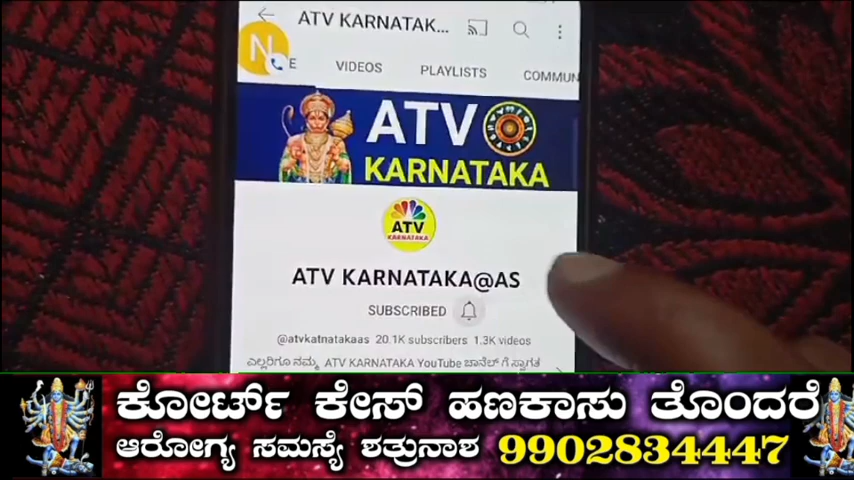 ATV KARNATAK...
N
E
VIDEOS
PLAYLISTS
COMMUN
ATV
KARNATAKA
ATV
KARNATAKA
ATV KARNATAKA@AS
SUBSCRIBED
@atvkatnatakaas 20.1K subscribers 1.3K videos
ಎಲ್ಲರಿಗೂ ನಮ್ಮ ATV KARNATAKA YouTube ಚಾನೆಲ್ ಗೆ ಸ್ವಾಗತ
ಕೋರ್ಟ್ ಕೇಸ್ ಹಣಕಾಸು ತೊಂದರೆ
ಆರೋಗ್ಯ ಸಮಸ್ಯೆ ಶತ್ರುನಾಶ 9902834447